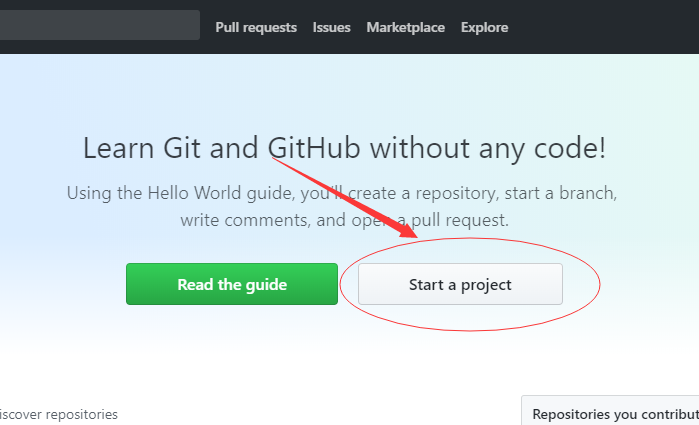 Pull requests Issues Marketplace Explore
Learn Git and GitHub without any code!
Using the Hello World guide, you'll create a repository, start a branch,
write comments, and open a pull request.
Read the guide Start a project
iscover repositories
Repositories you contribut